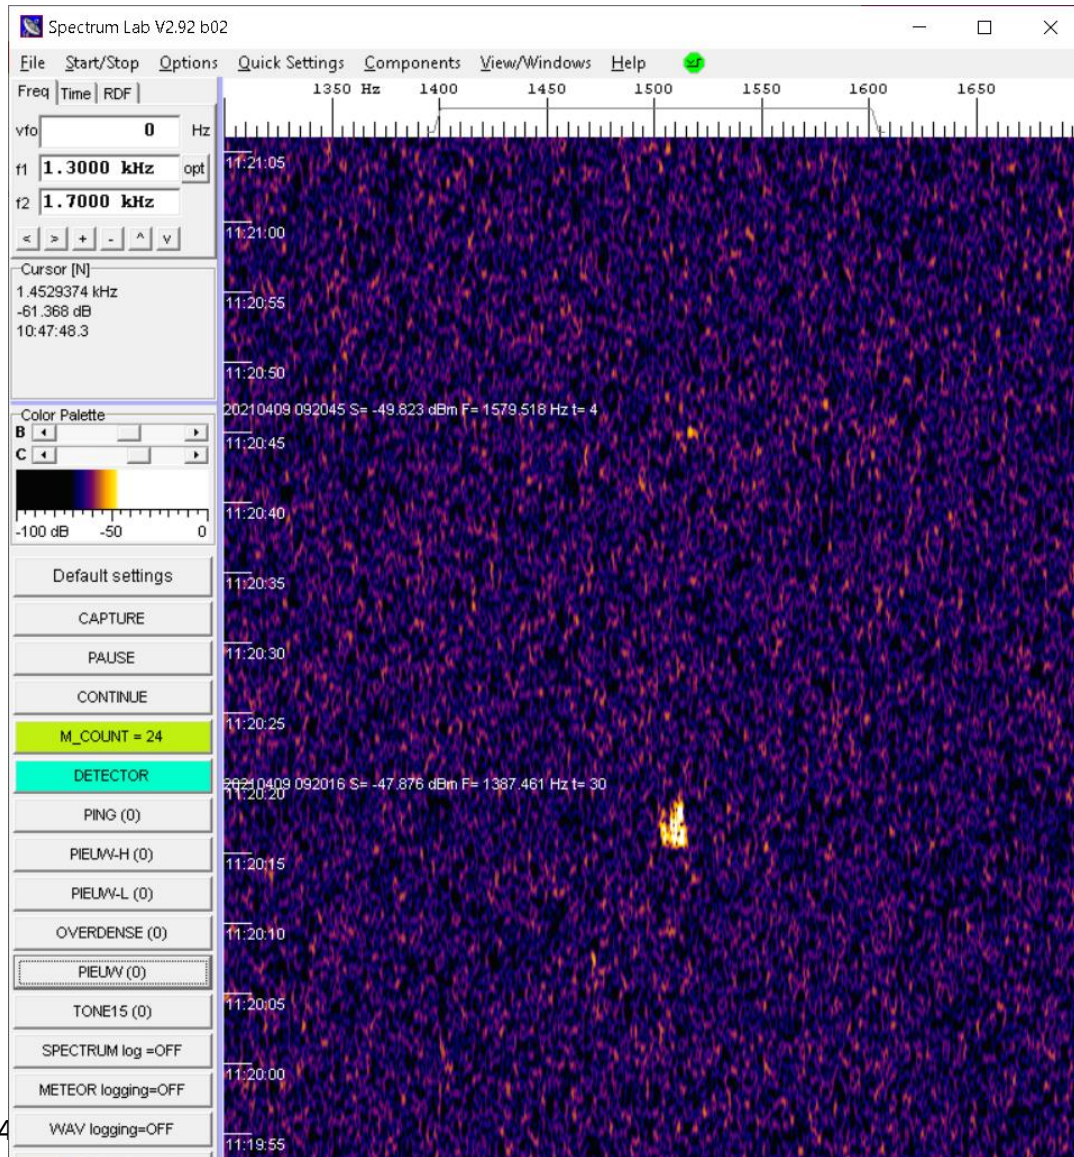 Spectrum Lab V2.92 b02
File Start/Stop Options Quick Settings Components View/Windows Help
Freq Time RDF
1350 Hz 1400 1450 1500 1550 1600 1650
vfo 0 Hz
f1 1.3000 kHz opt
f2 1.7000 kHz
< > + - ^ v
Cursor [N]
1.4529374 kHz
-61.368 dB
10:47:48.3
Color Palette
B
C
-100 dB -50 0
Default settings
CAPTURE
PAUSE
CONTINUE
M_COUNT = 24
DETECTOR
PING (0)
PIEUW-H (0)
PIEUW-L (0)
OVERDENSE (0)
PIEUW (0)
TONE15 (0)
SPECTRUM log =OFF
METEOR logging=OFF
4
WAV logging=OFF
11:21:05
11:21:00
11:20:55
11:20:50
20210409 092045 S= -49.823 dBm F= 1579.518 Hz t= 4
11:20:45
11:20:40
11:20:35
11:20:30
11:20:25
20210409 092016 S= -47.876 dBm F= 1387.461 Hz t= 30
11:20:20
11:20:15
11:20:10
11:20:05
11:20:00
11:19:55